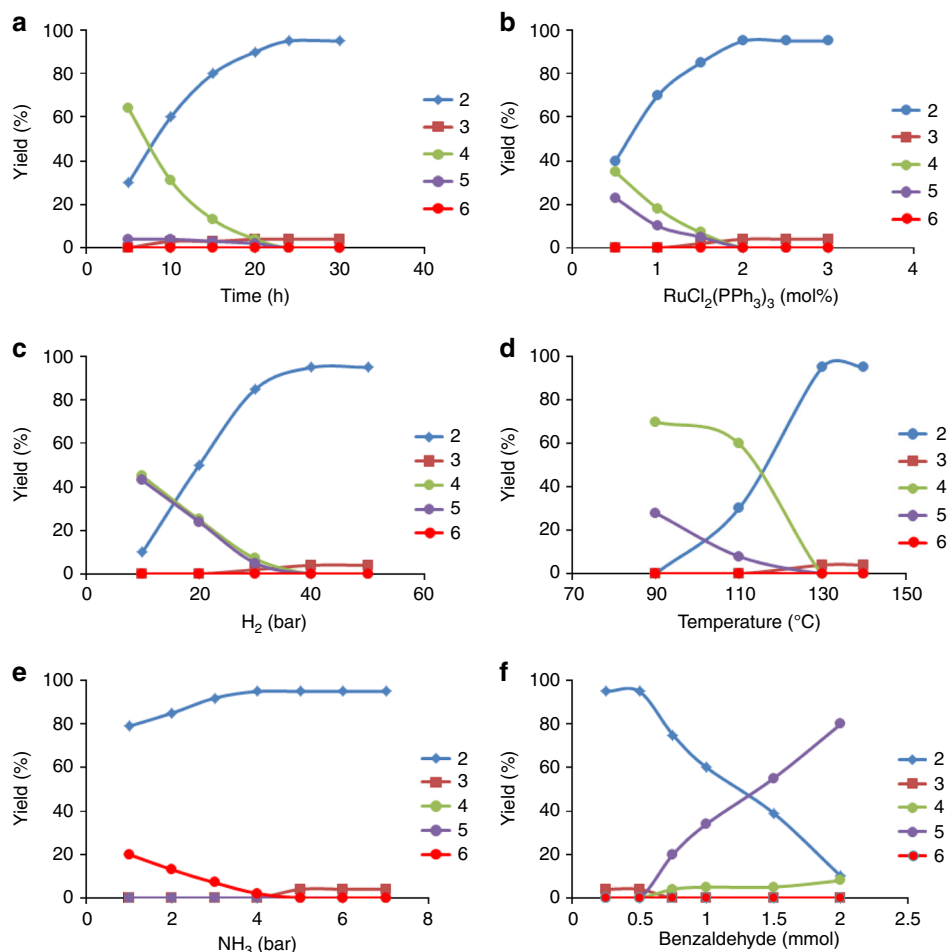 a
100
80
60
40
20
0
Yield (%)
0 10 20 30 40
Time (h)
2
3
4
5
6
b
100
80
60
40
20
0
Yield (%)
0 1 2 3 4
RuCl₂(PPh₃)₃ (mol%)
2
3
4
5
6
c
100
80
60
40
20
0
Yield (%)
0 20 40 60
H₂ (bar)
2
3
4
5
6
d
100
80
60
40
20
0
Yield (%)
70 90 110 130 150
Temperature (°C)
2
3
4
5
6
e
100
80
60
40
20
0
Yield (%)
0 2 4 6 8
NH₃ (bar)
2
3
4
5
6
f
100
80
60
40
20
0
Yield (%)
0 0.5 1 1.5 2 2.5
Benzaldehyde (mmol)
2
3
4
5
6